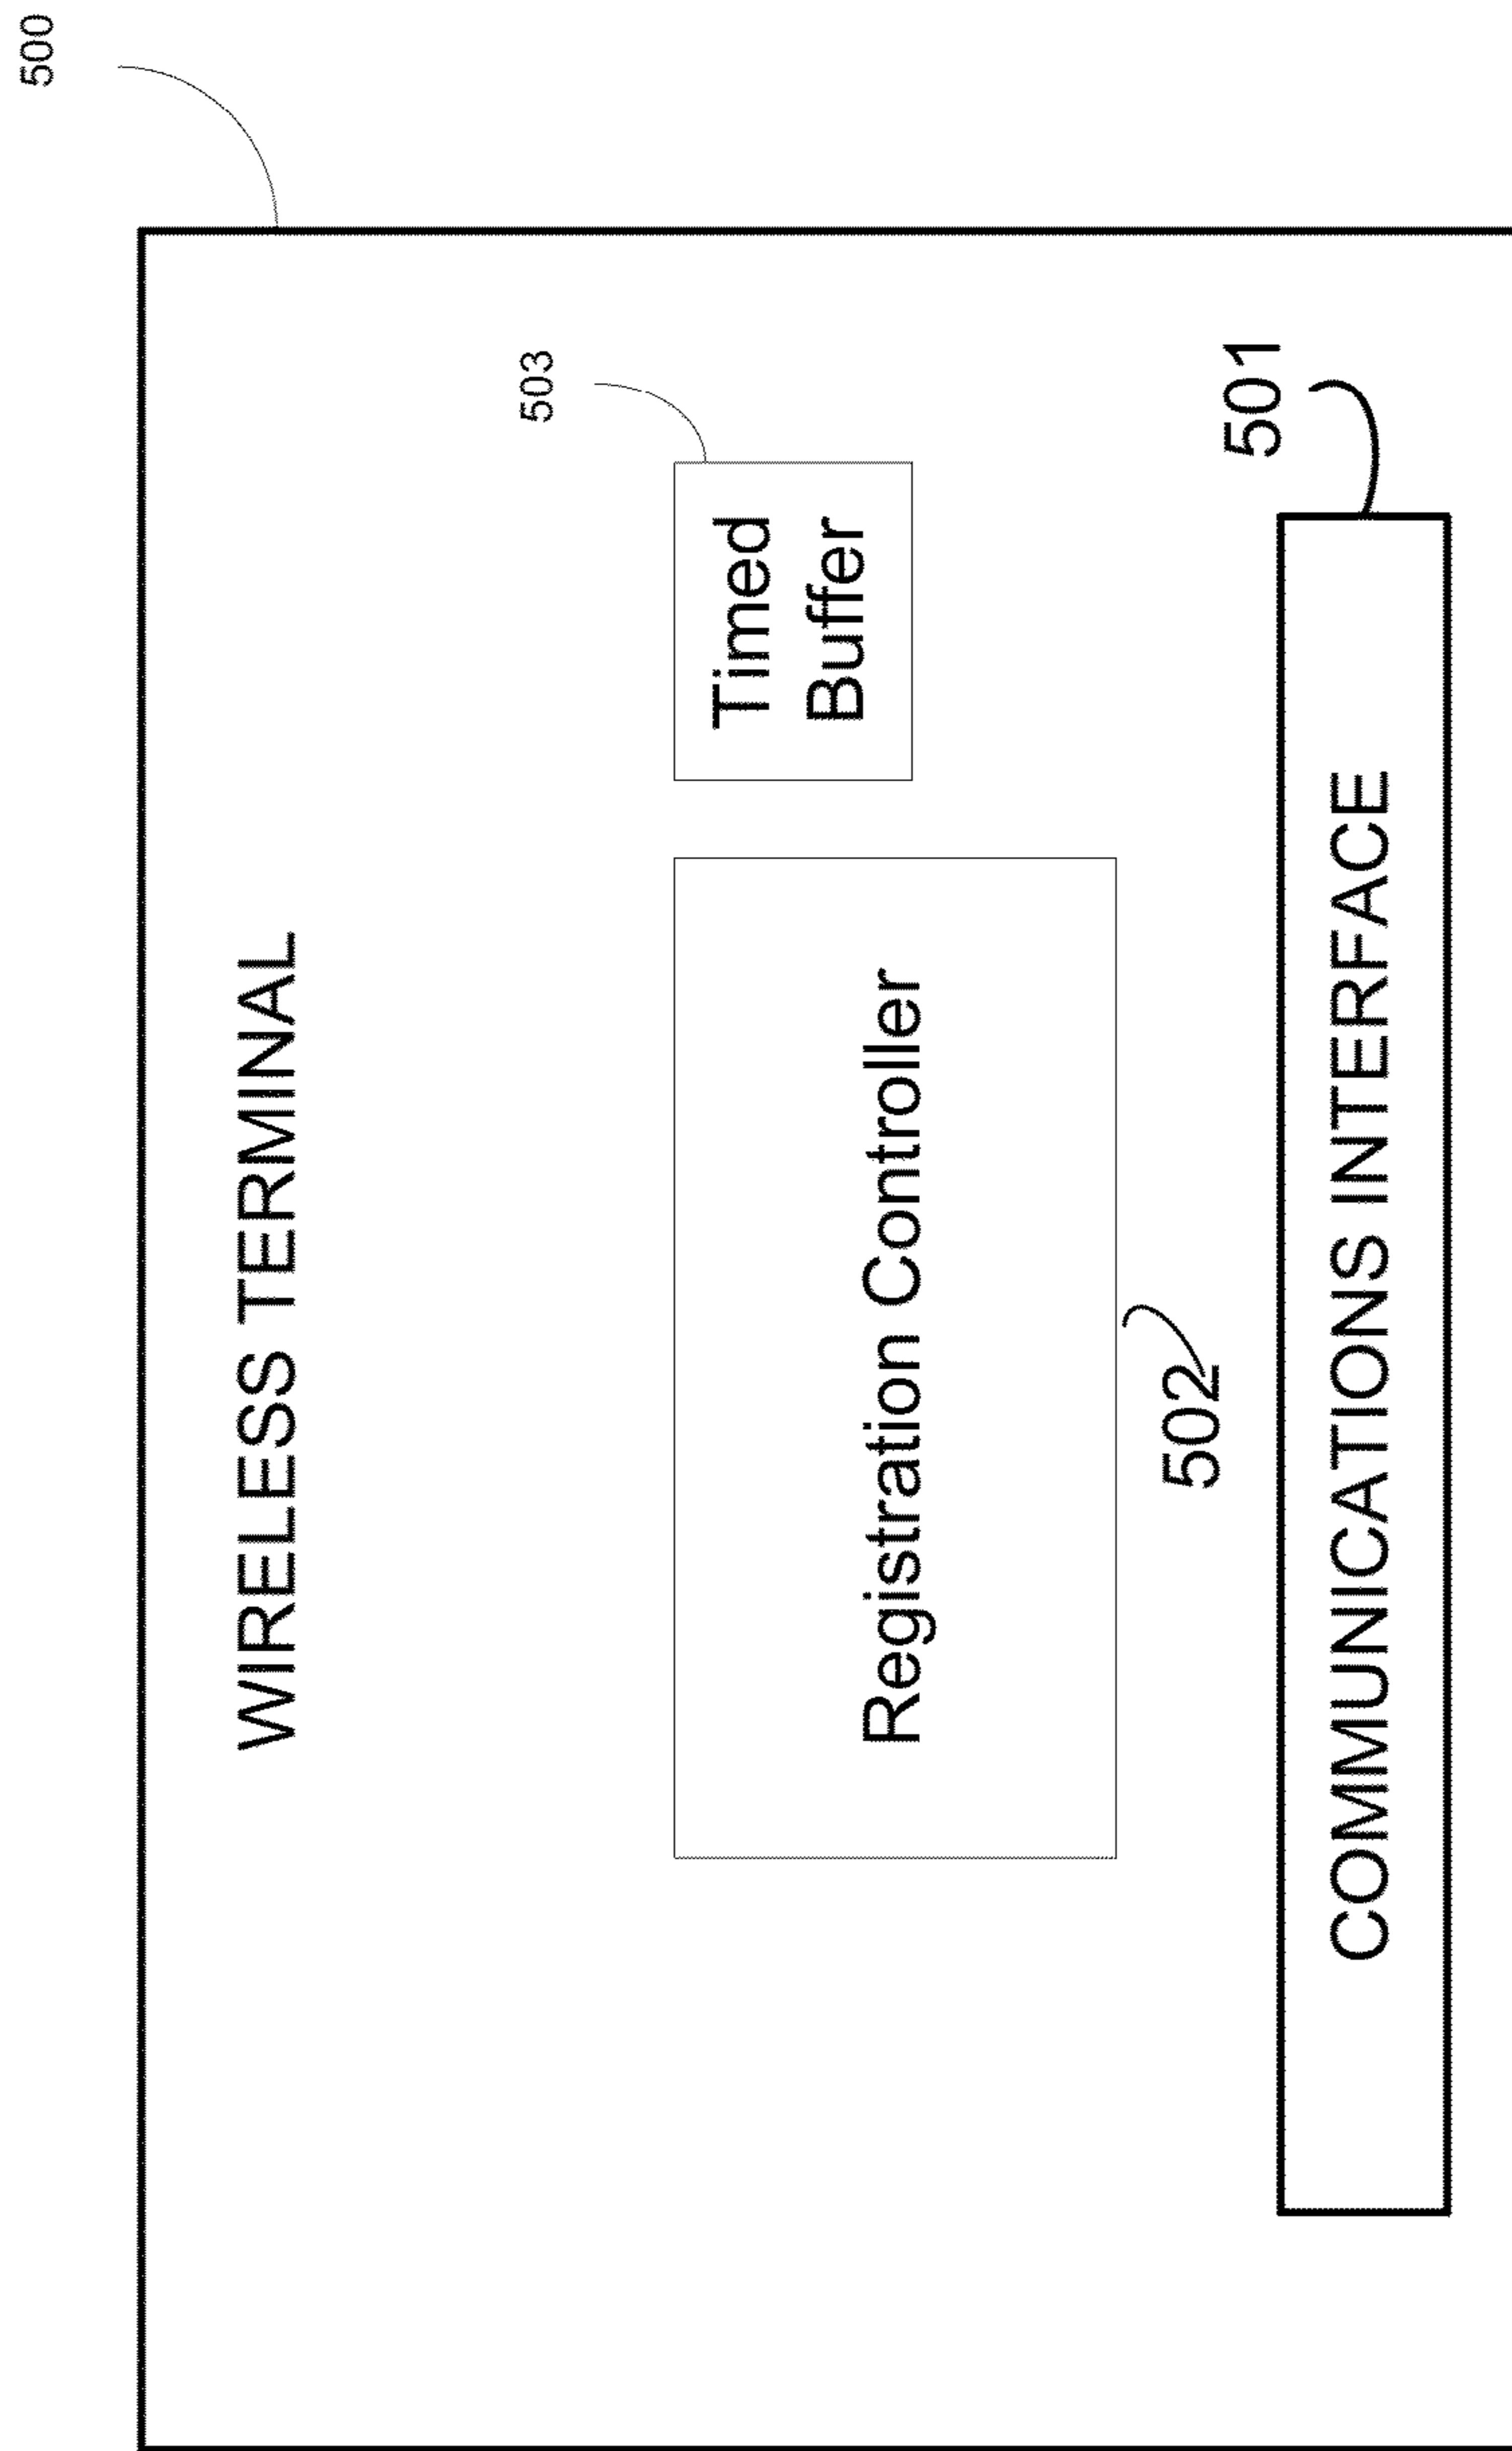 500
WIRELESS TERMINAL
503
Timed
Buffer
Registration Controller
502
501
COMMUNICATIONS INTERFACE